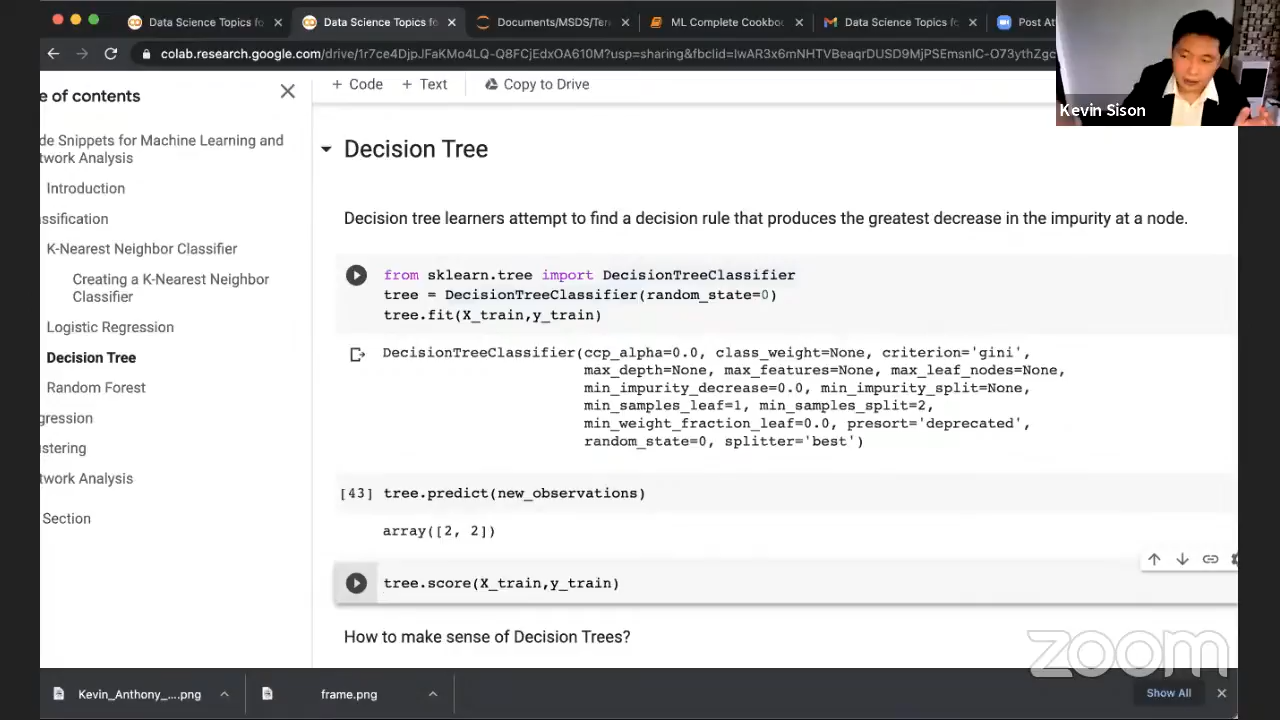 Data Science Topics fo
Data Science Topics fo
Documents/MSDS/Ter
ML Complete Cookbo
Data Science Topics fo
Post At
colab.research.google.com/drive/1r7ce4DjpJFaKMo4LQ-Q8FCjEdxOA610M?usp=sharing&fbclid=IwAR3x6mNHTVBeaqrDUSD9MjPSEmsnlC-O73ythZgc
Kevin Sison
e of contents
+ Code + Text Copy to Drive
de Snippets for Machine Learning and
twork Analysis
Introduction
ssification
K-Nearest Neighbor Classifier
Creating a K-Nearest Neighbor
Classifier
Logistic Regression
Decision Tree
Random Forest
gression
stering
twork Analysis
Section
Decision Tree
Decision tree learners attempt to find a decision rule that produces the greatest decrease in the impurity at a node.
from sklearn.tree import DecisionTreeClassifier
tree = DecisionTreeClassifier(random_state=0)
tree.fit(X_train,y_train)
DecisionTreeClassifier(ccp_alpha=0.0, class_weight=None, criterion='gini',
max_depth=None, max_features=None, max_leaf_nodes=None,
min_impurity_decrease=0.0, min_impurity_split=None,
min_samples_leaf=1, min_samples_split=2,
min_weight_fraction_leaf=0.0, presort='deprecated',
random_state=0, splitter='best')
[43] tree.predict(new_observations)
array([2, 2])
tree.score(X_train,y_train)
How to make sense of Decision Trees?
zoom
Kevin_Anthony_....png
frame.png
Show All